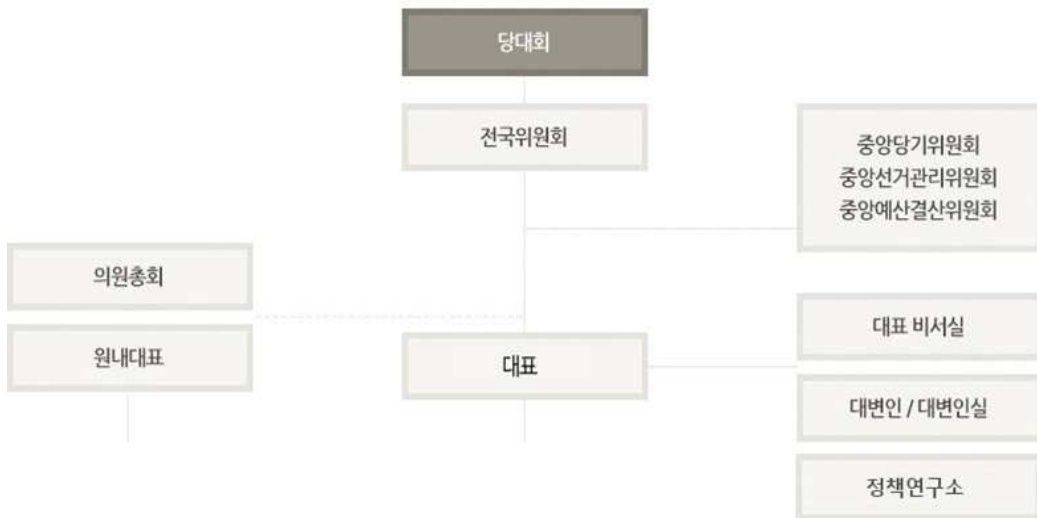 당대회
전국위원회
중앙당기위원회
중앙선거관리위원회
중앙예산결산위원회
의원총회
원내대표
대표
대표 비서실
대변인 / 대변인실
정책연구소